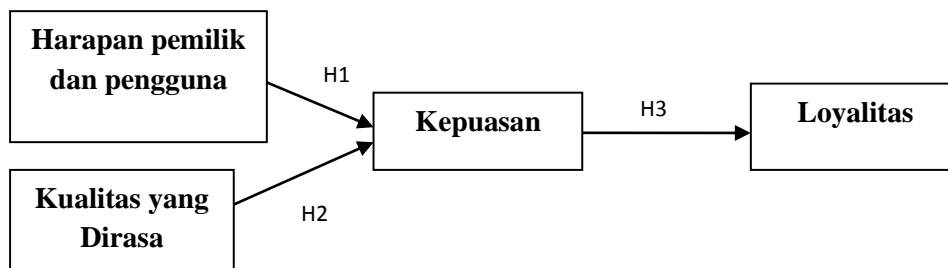 Harapan pemilik
dan pengguna
H1
Kepuasan
H3
Loyalitas
Kualitas yang
Dirasa
H2